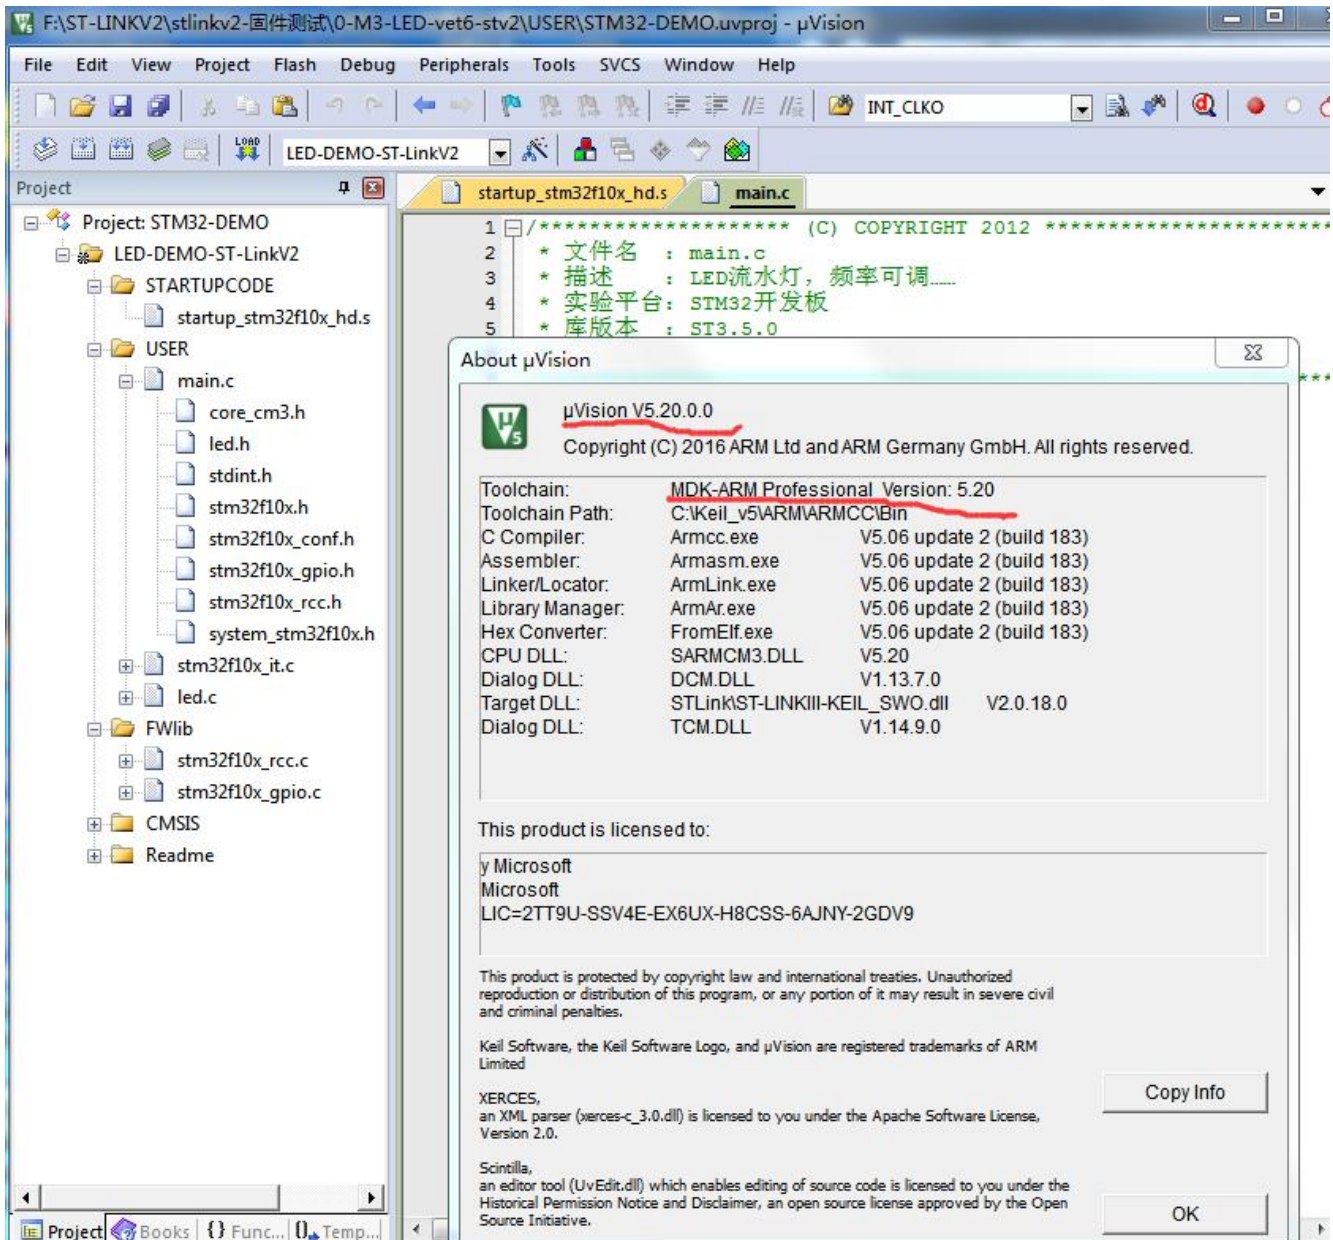 F:\ST-LINKV2\stlinkv2-固件测试\0-M3-LED-vet6-stv2\USER\STM32-DEMO.uvproj - µVision
File Edit View Project Flash Debug Peripherals Tools SVCS Window Help
INT_CLKO
LOAD LED-DEMO-ST-LinkV2
Project
startup_stm32f10x_hd.s main.c
Project: STM32-DEMO
LED-DEMO-ST-LinkV2
STARTUPCODE
startup_stm32f10x_hd.s
USER
main.c
core_cm3.h
led.h
stdint.h
stm32f10x.h
stm32f10x_conf.h
stm32f10x_gpio.h
stm32f10x_rcc.h
system_stm32f10x.h
stm32f10x_it.c
led.c
FWlib
stm32f10x_rcc.c
stm32f10x_gpio.c
CMSIS
Readme
Project Books {} Func... Temp...
1 /******************** (C) COPYRIGHT 2012 ********************
2 * 文件名 : main.c
3 * 描述 : LED流水灯，频率可调……
4 * 实验平台: STM32开发板
5 * 库版本 : ST3.5.0
About µVision
µVision V5.20.0.0
Copyright (C) 2016 ARM Ltd and ARM Germany GmbH. All rights reserved.
Toolchain: MDK-ARM Professional Version: 5.20
Toolchain Path: C:\Keil_v5\ARM\ARMCC\Bin
C Compiler: Armcc.exe V5.06 update 2 (build 183)
Assembler: Armasm.exe V5.06 update 2 (build 183)
Linker/Locator: ArmLink.exe V5.06 update 2 (build 183)
Library Manager: ArmAr.exe V5.06 update 2 (build 183)
Hex Converter: FromElf.exe V5.06 update 2 (build 183)
CPU DLL: SARMCM3.DLL V5.20
Dialog DLL: DCM.DLL V1.13.7.0
Target DLL: STLink\ST-LINKIII-KEIL_SWO.dll V2.0.18.0
Dialog DLL: TCM.DLL V1.14.9.0
This product is licensed to:
y Microsoft
Microsoft
LIC=2TT9U-SSV4E-EX6UX-H8CSS-6AJNY-2GDV9
This product is protected by copyright law and international treaties. Unauthorized
reproduction or distribution of this program, or any portion of it may result in severe civil
and criminal penalties.
Keil Software, the Keil Software Logo, and µVision are registered trademarks of ARM
Limited
XERCES,
an XML parser (xerces-c_3.0.dll) is licensed to you under the Apache Software License,
Version 2.0.
Scintilla,
an editor tool (UvEdit.dll) which enables editing of source code is licensed to you under the
Historical Permission Notice and Disclaimer, an open source license approved by the Open
Source Initiative.
Copy Info
OK